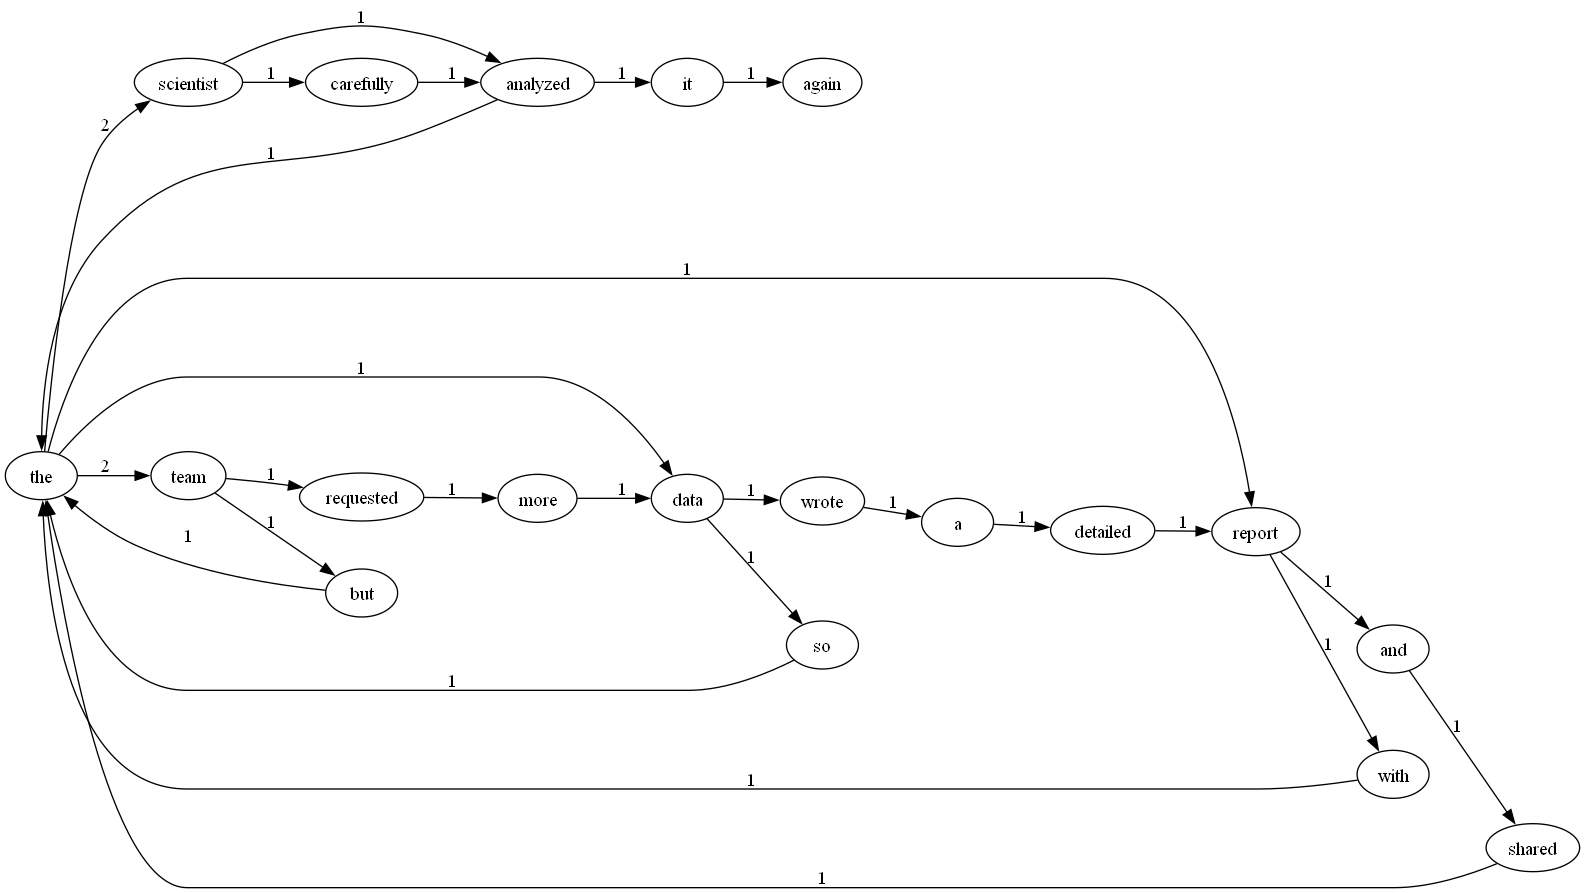 1
scientist 1 carefully 1 analyzed 1 it 1 again
2
1
1
1
the 2 team 1 requested 1 more 1 data 1 wrote 1 a 1 detailed 1 report
1
1
but
1
1
so
1
and
1
1
1
with
1
shared
1